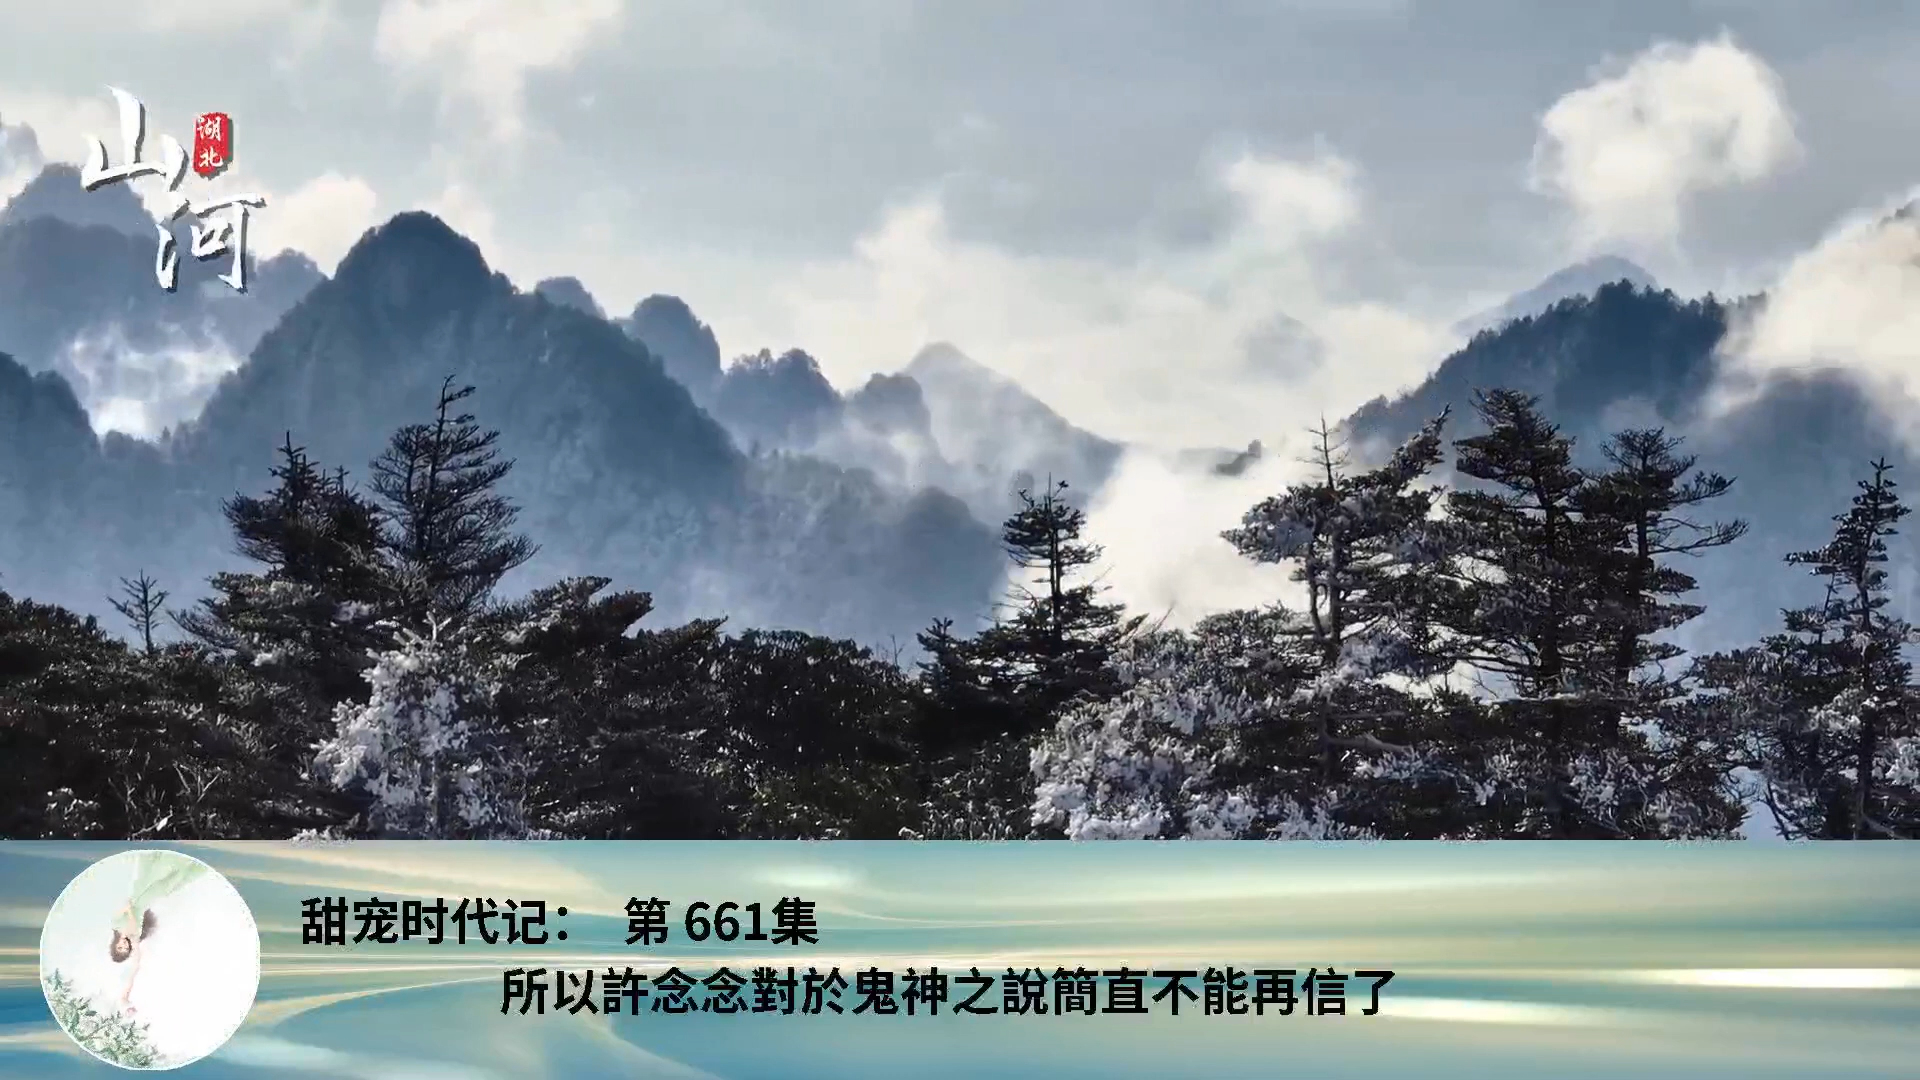 山河
湖北
甜宠时代记： 第 661集
所以許念念對於鬼神之說簡直不能再信了